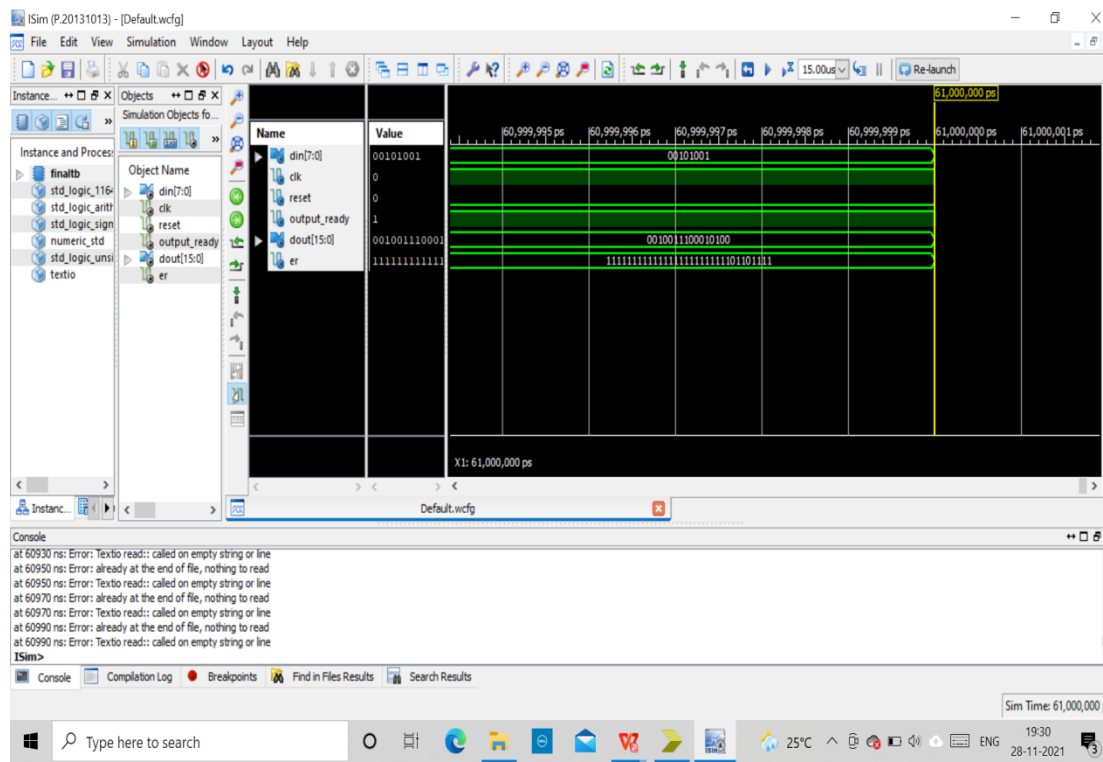 ISim (P.20131013) - [Default.wcfg]
File Edit View Simulation Window Layout Help
15.00us Re-launch
Instance...
Objects
Simulation Objects fo...
Instance and Process
Object Name
finaltb
std_logic_1164
std_logic_arith
std_logic_sign
numeric_std
std_logic_unsi
textio
din[7:0]
clk
reset
output_ready
dout[15:0]
er
61,000,000 ps
Name Value
60,999,995 ps 60,999,996 ps 60,999,997 ps 60,999,998 ps 60,999,999 ps 61,000,000 ps 61,000,001 ps
din[7:0] 00101001 00101001
clk 0
reset 0
output_ready 1
dout[15:0] 001001110001 0010011100010100
er 111111111111 11111111111111111111111101101111
X1: 61,000,000 ps
Instanc...
Default.wcfg
Console
at 60930 ns: Error: Textio read:: called on empty string or line
at 60950 ns: Error: already at the end of file, nothing to read
at 60950 ns: Error: Textio read:: called on empty string or line
at 60970 ns: Error: already at the end of file, nothing to read
at 60970 ns: Error: Textio read:: called on empty string or line
at 60990 ns: Error: already at the end of file, nothing to read
at 60990 ns: Error: Textio read:: called on empty string or line
ISim>
Console Compilation Log Breakpoints Find in Files Results Search Results
Sim Time: 61,000,000
Type here to search
25°C ENG
19:30
28-11-2021
3